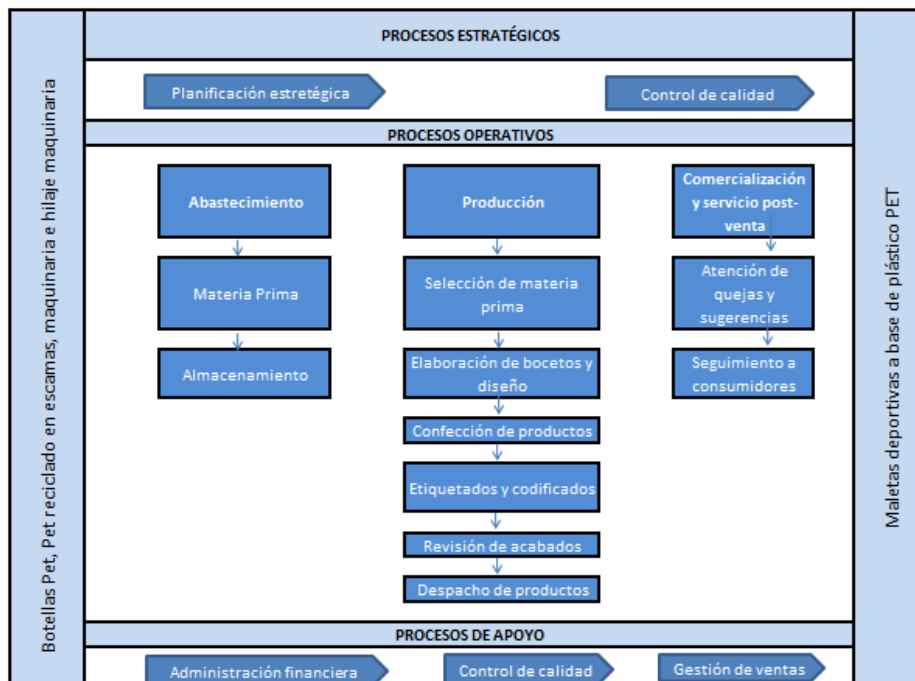 PROCESOS ESTRATÉGICOS
Botellas Pet, Pet reciclado en escamas, maquinaria e hilaje maquinaria
Planificación estretégica
Control de calidad
PROCESOS OPERATIVOS
Abastecimiento
Materia Prima
Almacenamiento
Producción
Selección de materia
prima
Elaboración de bocetos y
diseño
Confección de productos
Etiquetados y codificados
Revisión de acabados
Despacho de productos
Comercialización
y servicio post-
venta
Atención de
quejas y
sugerencias
Seguimiento a
consumidores
Maletas deportivas a base de plástico PET
PROCESOS DE APOYO
Administración financiera
Control de calidad
Gestión de ventas